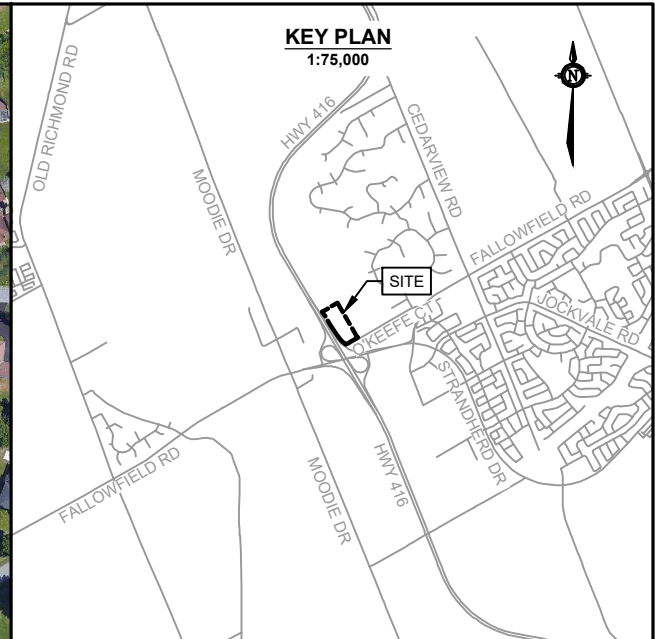 KEY PLAN
1:75,000
N
OLD RICHMOND RD
HWY 416
MOODIE DR
CEDARVIEW RD
FALLOWFIELD RD
SITE
O'KEEFE CT
JOCKVALE RD
STRANDHERD DR
FALLOWFIELD RD
MOODIE DR
HWY 416